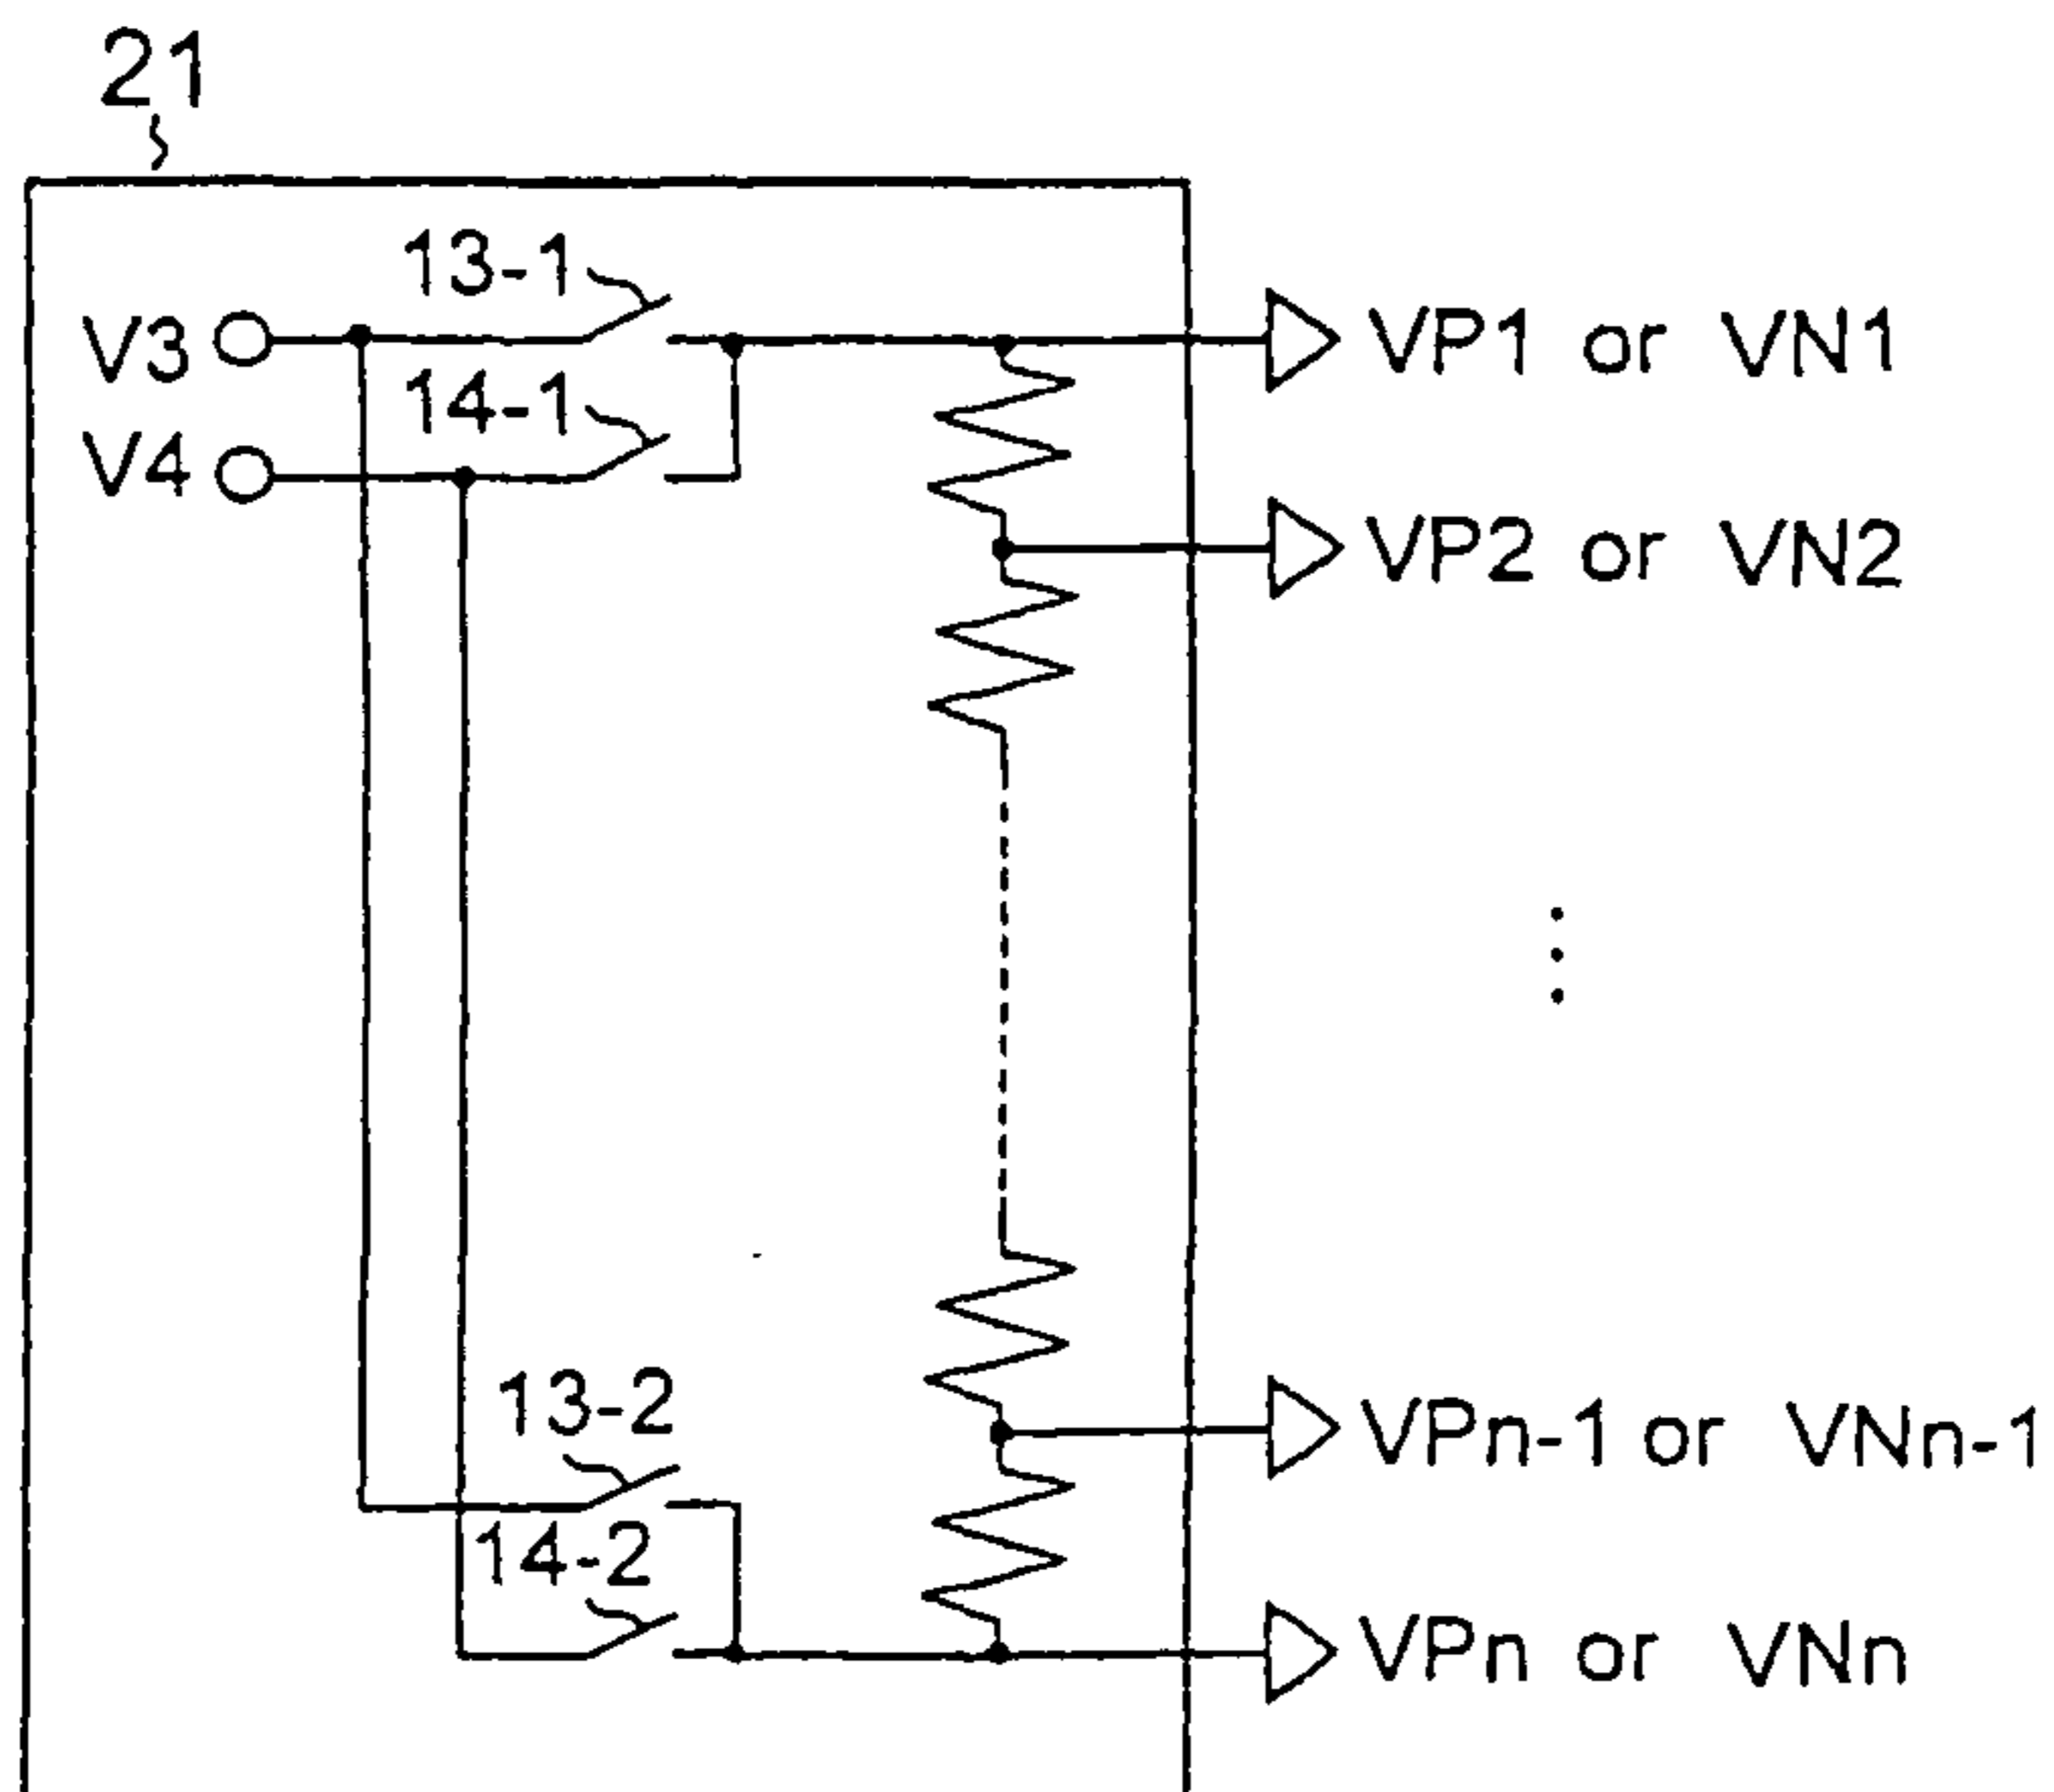 21
13-1
V3
VP1 or VN1
14-1
V4
VP2 or VN2
13-2
VPn-1 or VNn-1
14-2
VPn or VNn